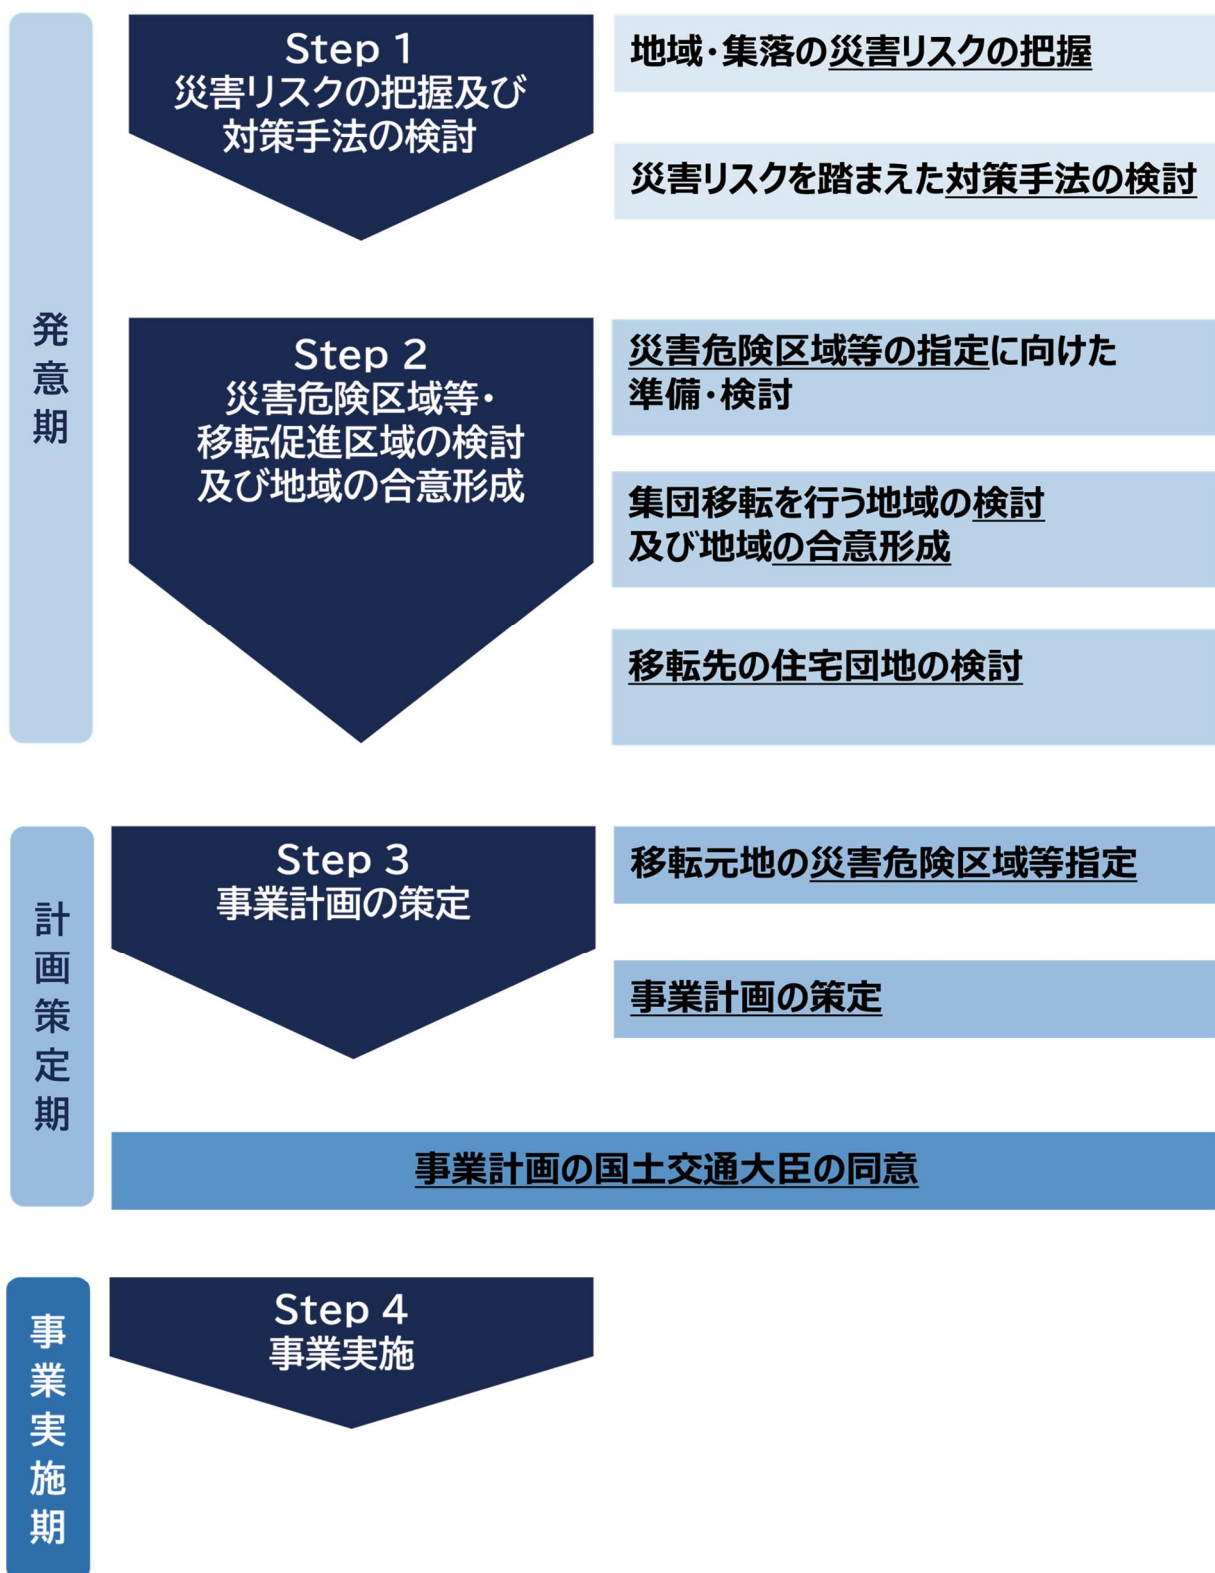 発意期
Step 1
災害リスクの把握及び
対策手法の検討
地域・集落の災害リスクの把握
災害リスクを踏まえた対策手法の検討
Step 2
災害危険区域等・
移転促進区域の検討
及び地域の合意形成
災害危険区域等の指定に向けた
準備・検討
集団移転を行う地域の検討
及び地域の合意形成
移転先の住宅団地の検討
計画策定期
Step 3
事業計画の策定
移転元地の災害危険区域等指定
事業計画の策定
事業計画の国土交通大臣の同意
事業実施期
Step 4
事業実施